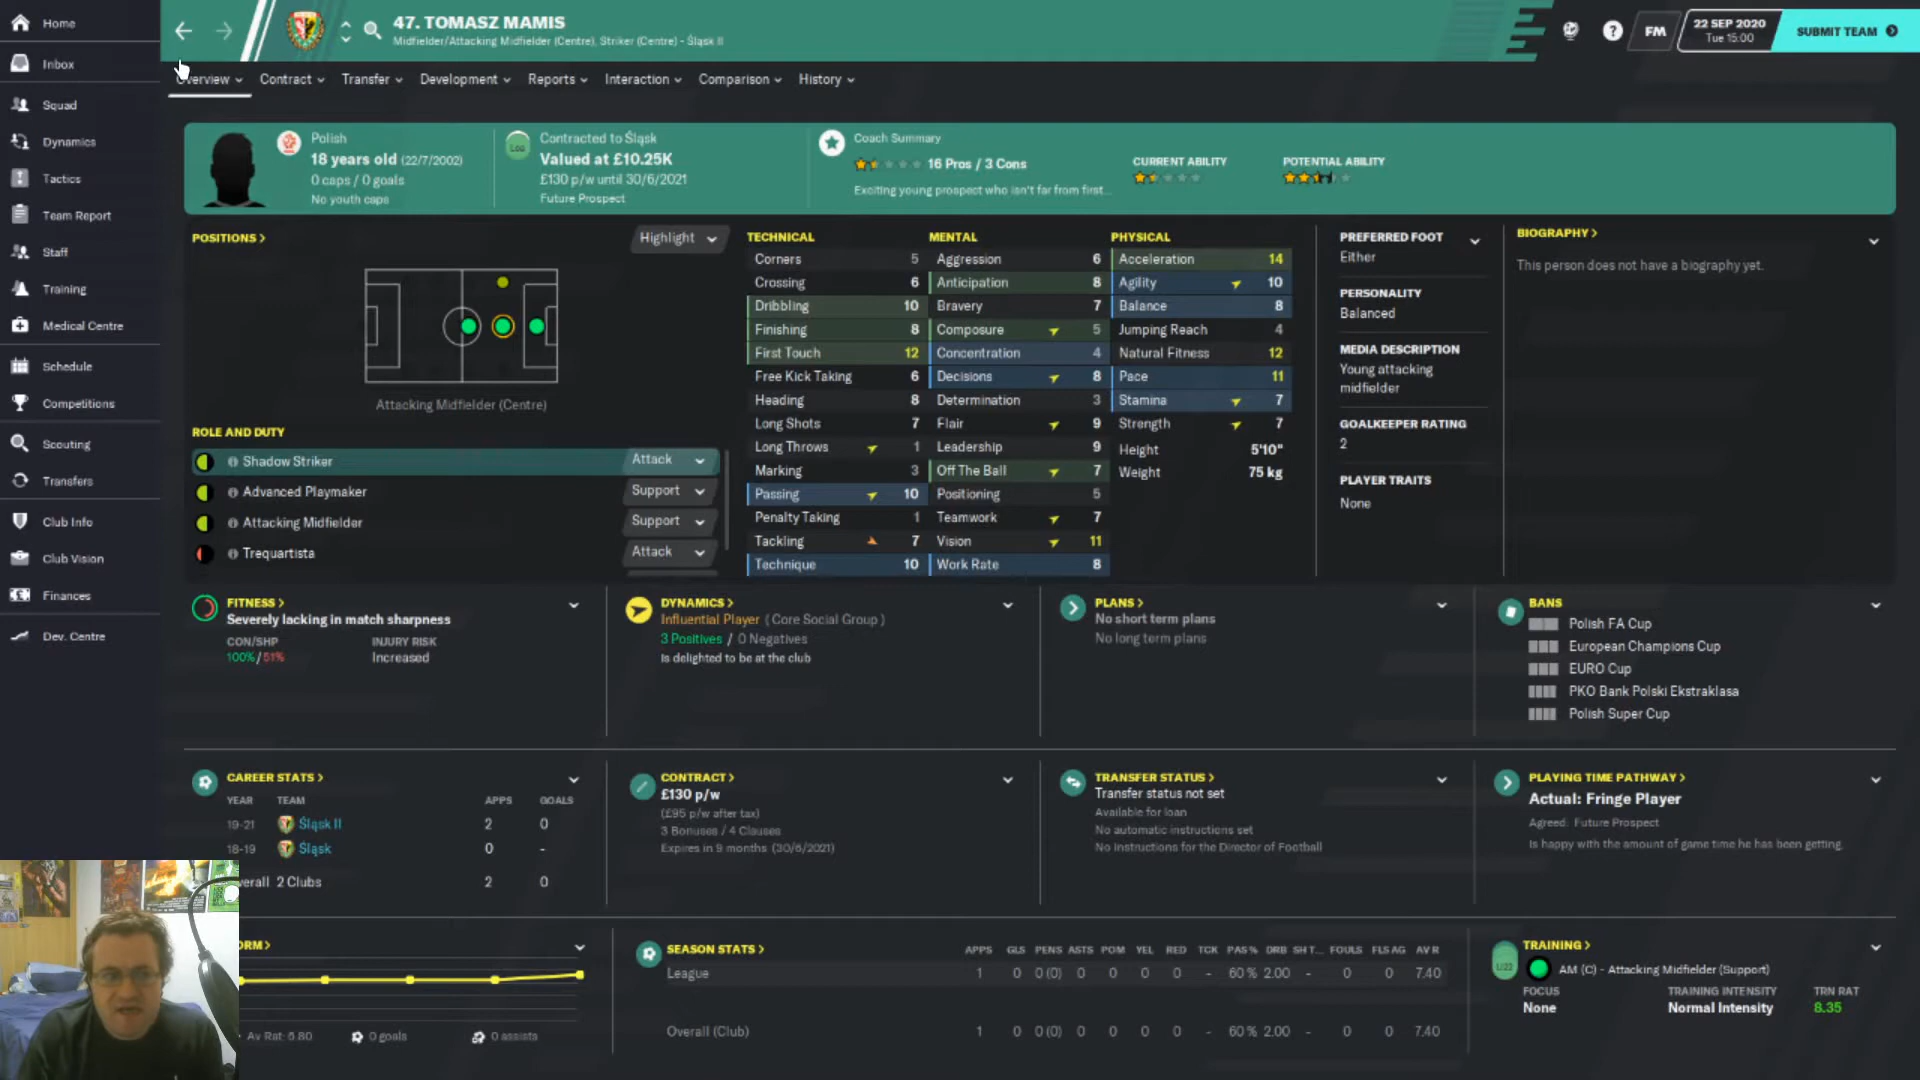 Home
Inbox
Squad
Dynamics
Tactics
Team Report
Staff
Training
Medical Centre
Schedule
Competitions
Scouting
Transfers
Club Info
Club Vision
Finances
Dev. Centre
47. TOMASZ MAMIS
Midfielder/Attacking Midfielder (Centre), Striker (Centre) - Śląsk II
FM
22 SEP 2020
Tue 15:00
SUBMIT TEAM
Overview Contract Transfer Development Reports Interaction Comparison History
Polish
18 years old (22/7/2002)
0 caps / 0 goals
No youth caps
Contracted to Śląsk
Valued at £10.25K
£130 p/w until 30/6/2021
Future Prospect
Coach Summary
16 Pros / 3 Cons
Exciting young prospect who isn't far from first...
CURRENT ABILITY
POTENTIAL ABILITY
POSITIONS >
Highlight
Attacking Midfielder (Centre)
ROLE AND DUTY
Shadow Striker Attack
Advanced Playmaker Support
Attacking Midfielder Support
Trequartista Attack
TECHNICAL
Corners 5
Crossing 6
Dribbling 10
Finishing 8
First Touch 12
Free Kick Taking 6
Heading 8
Long Shots 7
Long Throws 1
Marking 3
Passing 10
Penalty Taking 1
Tackling 7
Technique 10
MENTAL
Aggression 6
Anticipation 8
Bravery 7
Composure 5
Concentration 4
Decisions 8
Determination 3
Flair 9
Leadership 9
Off The Ball 7
Positioning 5
Teamwork 7
Vision 11
Work Rate 8
PHYSICAL
Acceleration 14
Agility 10
Balance 8
Jumping Reach 4
Natural Fitness 12
Pace 11
Stamina 7
Strength 7
Height 5'10"
Weight 75 kg
PREFERRED FOOT
Either
PERSONALITY
Balanced
MEDIA DESCRIPTION
Young attacking
midfielder
GOALKEEPER RATING
2
PLAYER TRAITS
None
BIOGRAPHY >
This person does not have a biography yet.
FITNESS >
Severely lacking in match sharpness
CON/SHP INJURY RISK
100%/51% Increased
DYNAMICS >
Influential Player (Core Social Group)
3 Positives / 0 Negatives
Is delighted to be at the club
PLANS >
No short term plans
No long term plans
BANS
Polish FA Cup
European Champions Cup
EURO Cup
PKO Bank Polski Ekstraklasa
Polish Super Cup
CAREER STATS >
YEAR TEAM APPS GOALS
19-21 Śląsk II 2 0
18-19 Śląsk 0 -
verall 2 Clubs 2 0
CONTRACT >
£130 p/w
(£95 p/w after tax)
3 Bonuses / 4 Clauses
Expires in 9 months (30/6/2021)
TRANSFER STATUS >
Transfer status not set
Available for loan
No automatic instructions set
No instructions for the Director of Football
PLAYING TIME PATHWAY >
Actual: Fringe Player
Agreed: Future Prospect
Is happy with the amount of game time he has been getting.
ORM >
Av Rat: 6.80 0 goals 0 assists
SEASON STATS >
APPS GLS PENS ASTS POM YEL RED TCK PAS % DRB SH T... FOULS FLS AG AV R
League 1 0 0 (0) 0 0 0 0 - 60 % 2.00 - 0 0 7.40
Overall (Club) 1 0 0 (0) 0 0 0 0 - 60 % 2.00 - 0 0 7.40
TRAINING >
U22
AM (C) - Attacking Midfielder (Support)
FOCUS TRAINING INTENSITY TRN RAT
None Normal Intensity 8.35